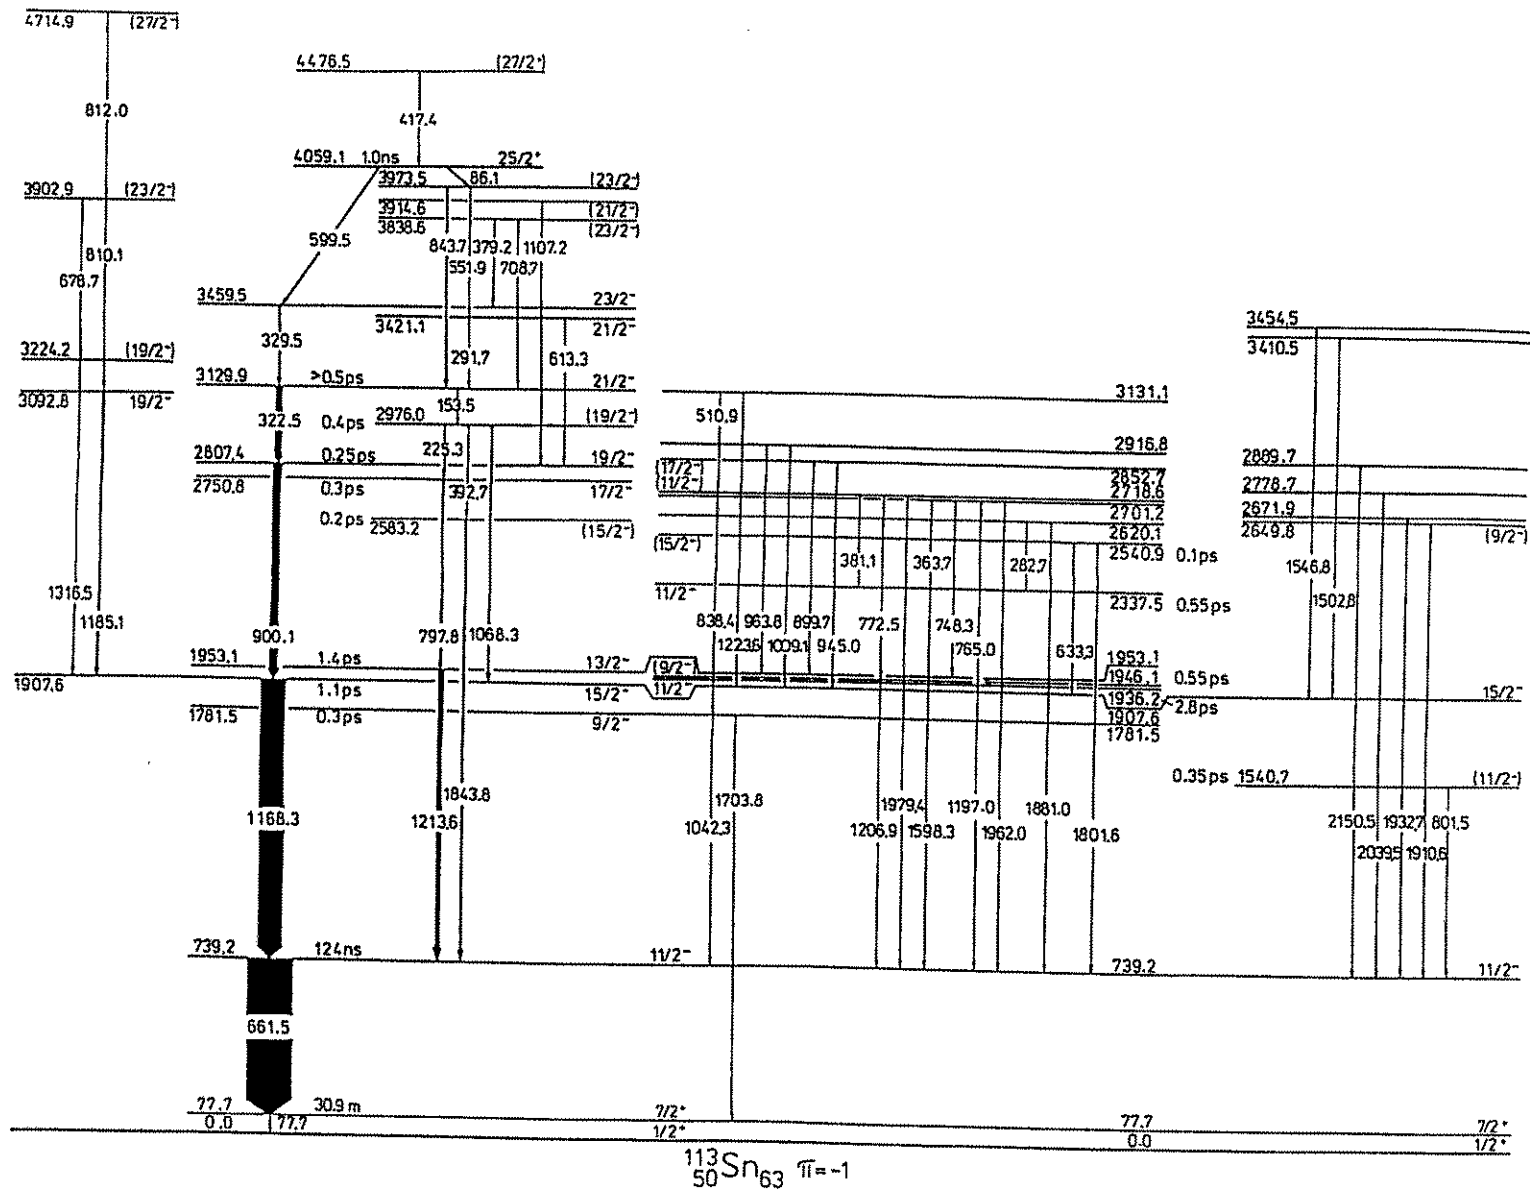 4714.9 (27/2⁻)
4476.5 (27/2⁺)
812.0
417.4
4059.1 1.0ns 25/2⁺
3973.5 86.1 (23/2⁻)
3902.9 (23/2⁻)
3914.6 (21/2⁻)
3838.6 (23/2⁻)
599.5 843.7 379.2 1107.2
810.1 551.9 708.7
678.7
3459.5 23/2⁻
3421.1 21/2⁻
3454.5
3410.5
329.5 291.7 613.3
3224.2 (19/2⁻)
3129.9 >0.5ps 21/2⁻
3092.8 19/2⁻
3131.1
153.5 510.9
322.5 0.4ps 2976.0 (19/2⁻)
225.3
2916.8
2807.4 0.25ps 19/2⁻
(17/2⁻) 2852.7
2889.7
2750.8 0.3ps 17/2⁻
(11/2⁻) 2718.6
2778.7
392.7
2701.2
2671.9
0.2ps 2583.2 (15/2⁻)
2620.1
2649.8 (9/2⁻)
(15/2⁻) 2540.9 0.1ps
381.1 363.7 282.7
1546.8
1316.5
11/2⁻ 2337.5 0.55ps
1502.8
1185.1
900.1 797.8 1068.3
838.4 963.8 899.7 772.5 748.3
1223.6 1009.1 945.0 765.0 633.3
1953.1 1.4ps 13/2⁻ (9/2⁻) 1953.1
1946.1 0.55ps
1907.6 1.1ps 15/2⁻ 11/2⁻ 1936.2 2.8ps 15/2⁻
1907.6
1781.5 0.3ps 9/2⁻ 1781.5
0.35ps 1540.7 (11/2⁻)
1168.3 1213.6 1843.8 1703.8
1042.3
1979.4 1197.0 1881.0
1206.9 1598.3 1962.0 1801.6
2150.5 1932.7 801.5
2039.5 1910.6
739.2 124ns 11/2⁻ 739.2 11/2⁻
661.5
77.7 30.9m 7/2⁺ 77.7 7/2⁺
0.0 77.7 1/2⁺ 0.0 1/2⁺
¹¹³₅₀Sn₆₃ π=-1